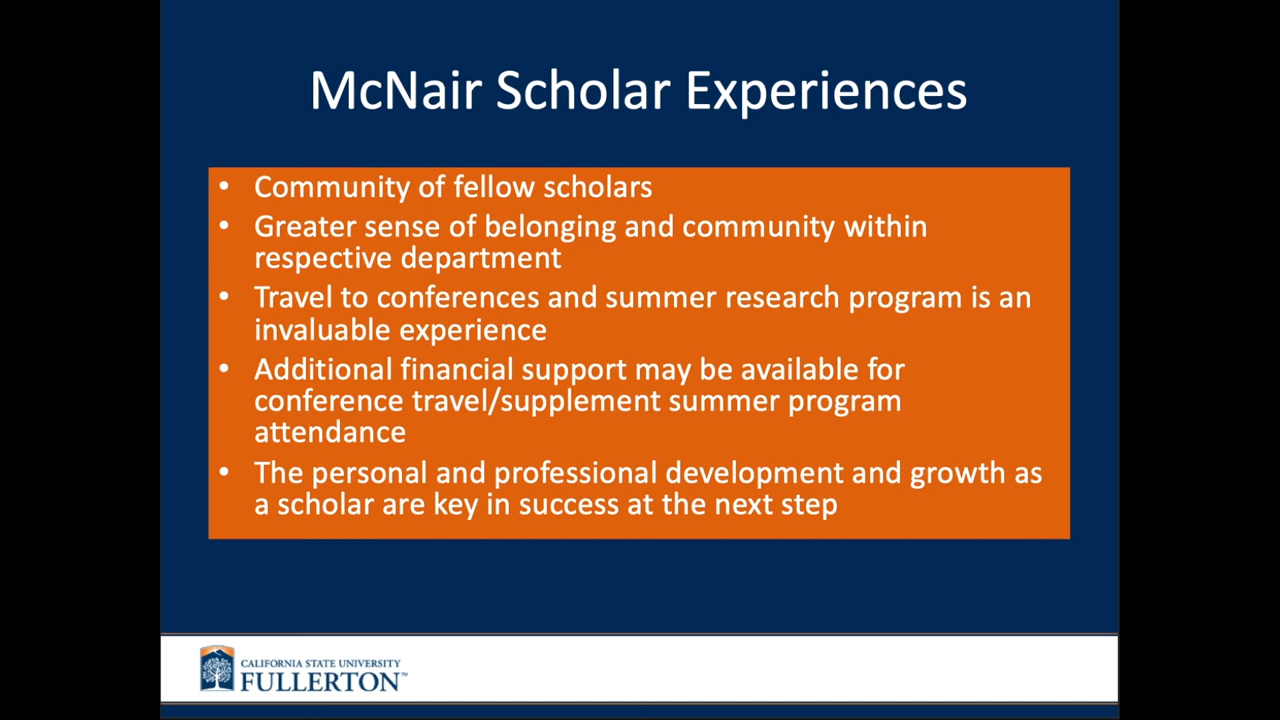 McNair Scholar Experiences
• Community of fellow scholars
• Greater sense of belonging and community within
respective department
• Travel to conferences and summer research program is an
invaluable experience
• Additional financial support may be available for
conference travel/supplement summer program
attendance
• The personal and professional development and growth as
a scholar are key in success at the next step
CALIFORNIA STATE UNIVERSITY
FULLERTON™